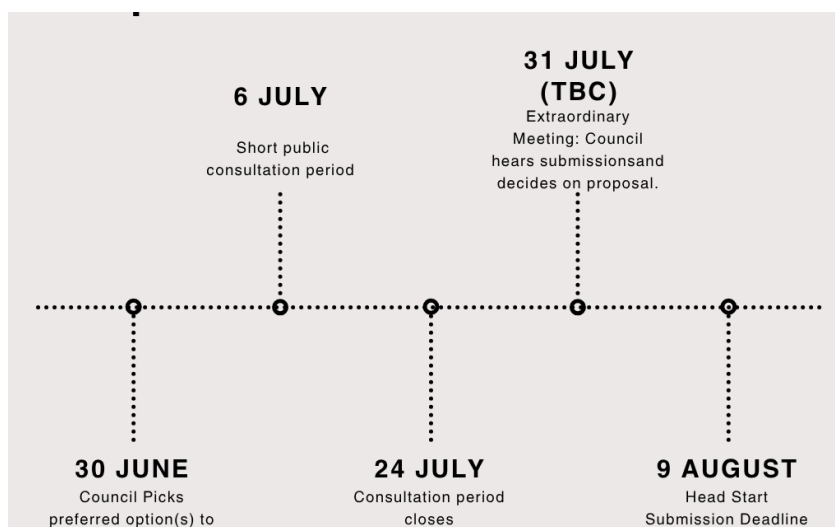 30 JUNE
Council Picks
preferred option(s) to
6 JULY
Short public
consultation period
24 JULY
Consultation period
closes
31 JULY
(TBC)
Extraordinary
Meeting: Council
hears submissionsand
decides on proposal.
9 AUGUST
Head Start
Submission Deadline